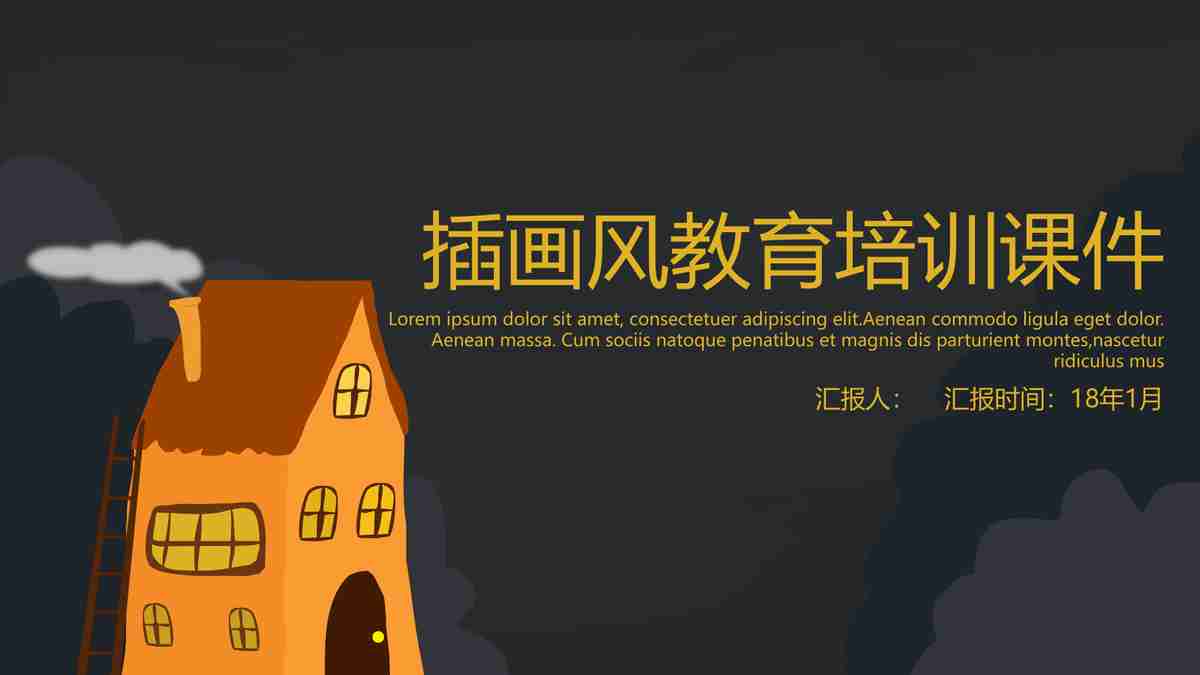 插画风教育培训课件
Lorem ipsum dolor sit amet, consectetuer adipiscing elit.Aenean commodo ligula eget dolor.
Aenean massa. Cum sociis natoque penatibus et magnis dis parturient montes,nascetur
ridiculus mus
汇报人： 汇报时间：18年1月